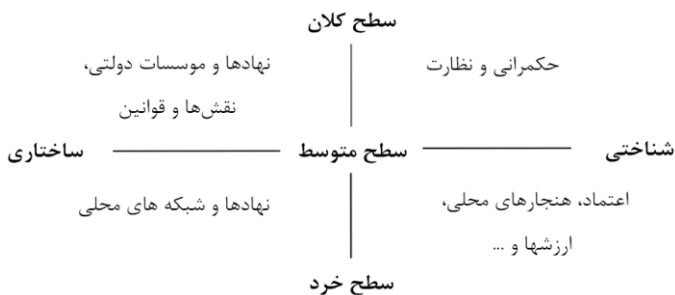 سطح کلان
حکمرانی و نظارت
نهادها و موسسات دولتی،
نقش‌ها و قوانین
شناختی
سطح متوسط
ساختاری
اعتماد، هنجارهای محلی،
ارزشها و ...
نهادها و شبکه های محلی
سطح خرد